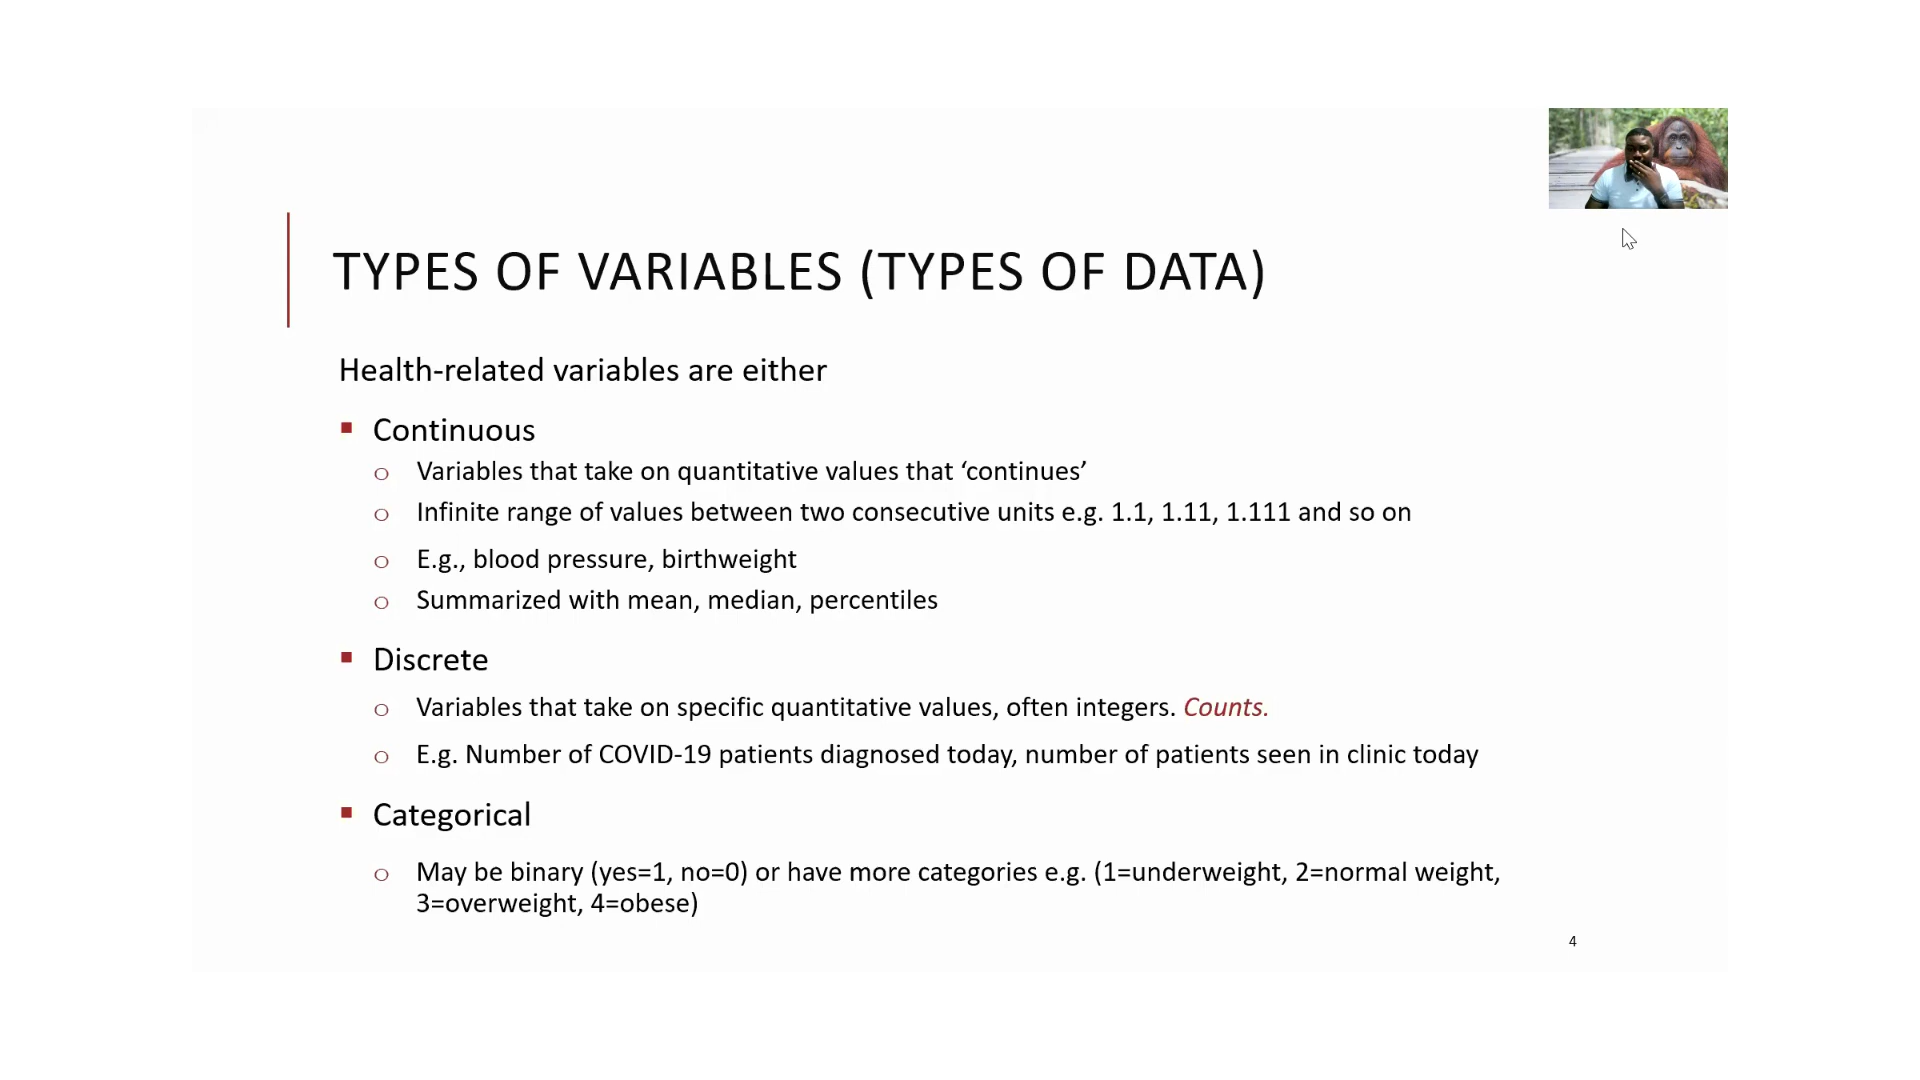 TYPES OF VARIABLES (TYPES OF DATA)
Health-related variables are either
▪ Continuous
o Variables that take on quantitative values that ‘continues’
o Infinite range of values between two consecutive units e.g. 1.1, 1.11, 1.111 and so on
o E.g., blood pressure, birthweight
o Summarized with mean, median, percentiles
▪ Discrete
o Variables that take on specific quantitative values, often integers. Counts.
o E.g. Number of COVID-19 patients diagnosed today, number of patients seen in clinic today
▪ Categorical
o May be binary (yes=1, no=0) or have more categories e.g. (1=underweight, 2=normal weight,
3=overweight, 4=obese)
4